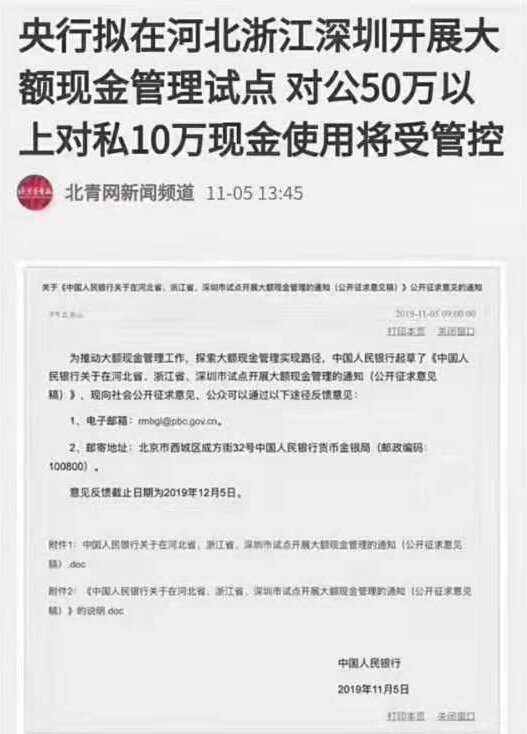 央行拟在河北浙江深圳开展大
额现金管理试点 对公50万以
上对私10万现金使用将受管控
北青网新闻频道 11-05 13:45
关于《中国人民银行关于在河北省、浙江省、深圳市试点开展大额现金管理的通知（公开征求意见稿）》公开征求意见的通知
2019-11-05 09:00:00
打印本页 关闭窗口
为推动大额现金管理工作，探索大额现金管理实现路径，中国人民银行起草了《中国人
民银行关于在河北省、浙江省、深圳市试点开展大额现金管理的通知（公开征求意见
稿）》，现向社会公开征求意见。公众可以通过以下途径反馈意见：
1、电子邮箱：rmbgl@pbc.gov.cn。
2、邮寄地址：北京市西城区成方街32号中国人民银行货币金银局（邮政编码：
100800）。
意见反馈截止日期为2019年12月5日。
附件1：中国人民银行关于在河北省、浙江省、深圳市试点开展大额现金管理的通知（公开征求意见
稿）.doc
附件2：《中国人民银行关于在河北省、浙江省、深圳市试点开展大额现金管理的通知（公开征求意见
稿）》的说明.doc
中国人民银行
2019年11月5日
打印本页 关闭窗口